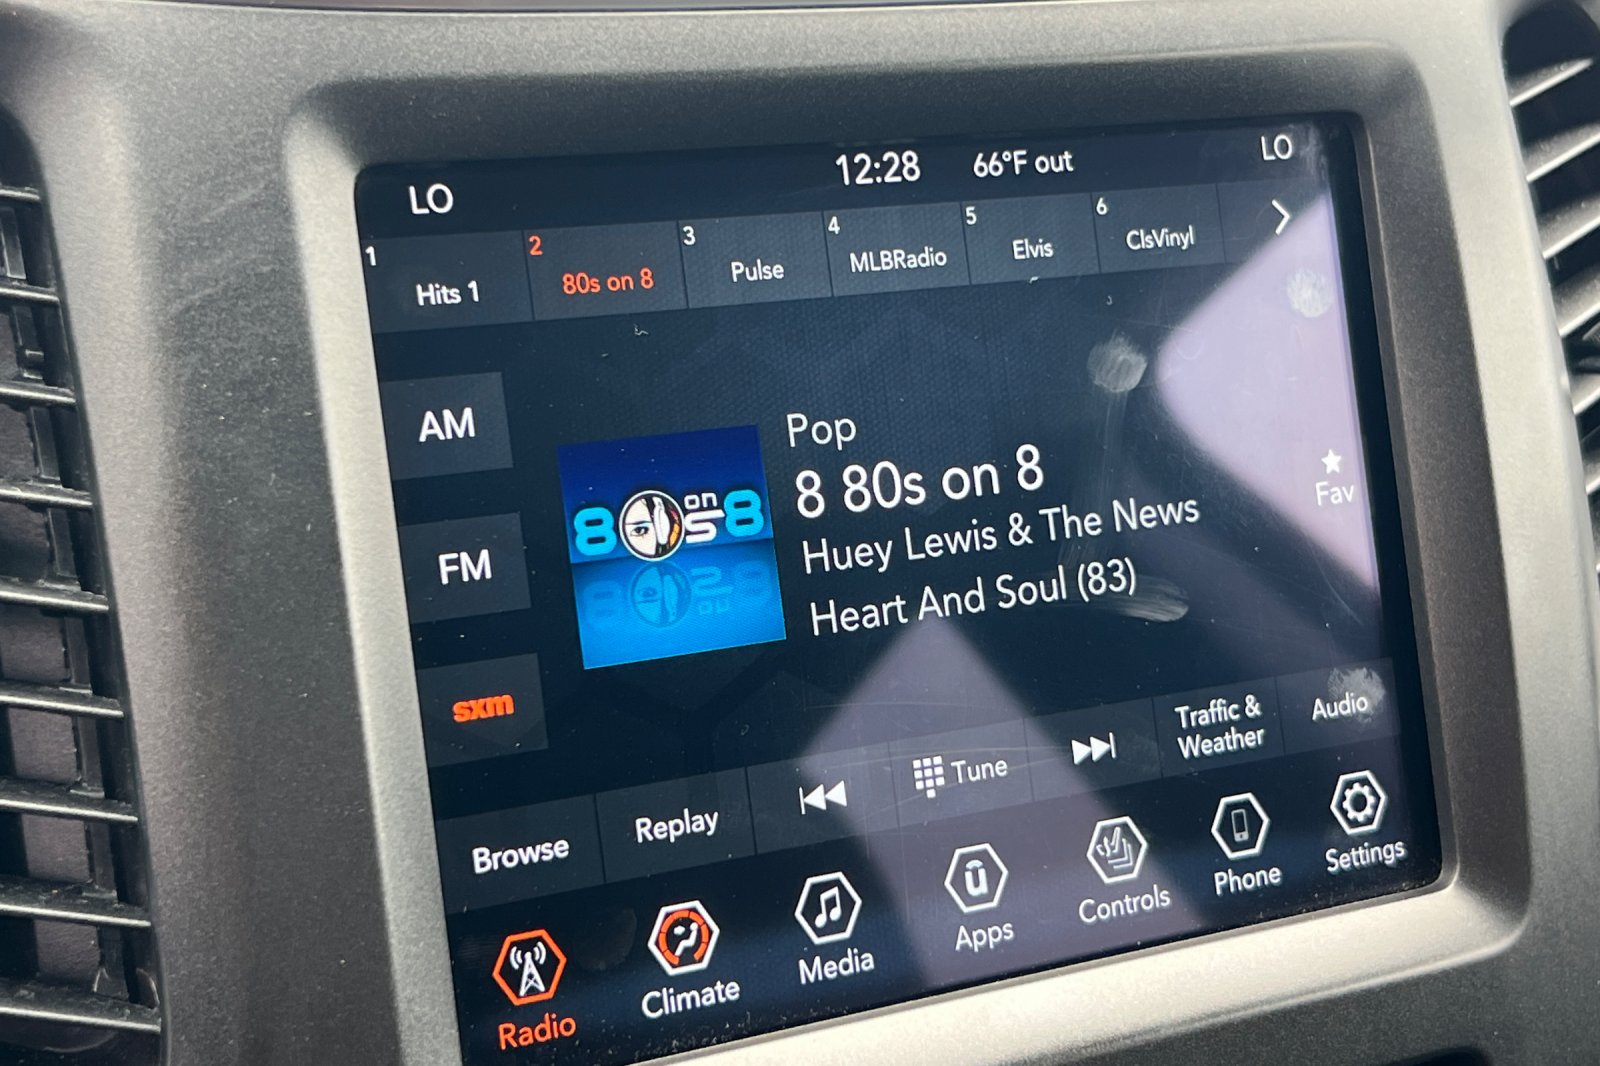 LO
12:28
66°F out
LO
1
Hits 1
2
80s on 8
3
Pulse
4
MLBRadio
5
Elvis
6
ClsVinyl
AM
FM
sxm
80s on 8
Pop
8 80s on 8
Huey Lewis & The News
Heart And Soul (83)
Fav
Browse
Replay
Tune
Traffic &
Weather
Audio
Radio
Climate
Media
Apps
Controls
Phone
Settings